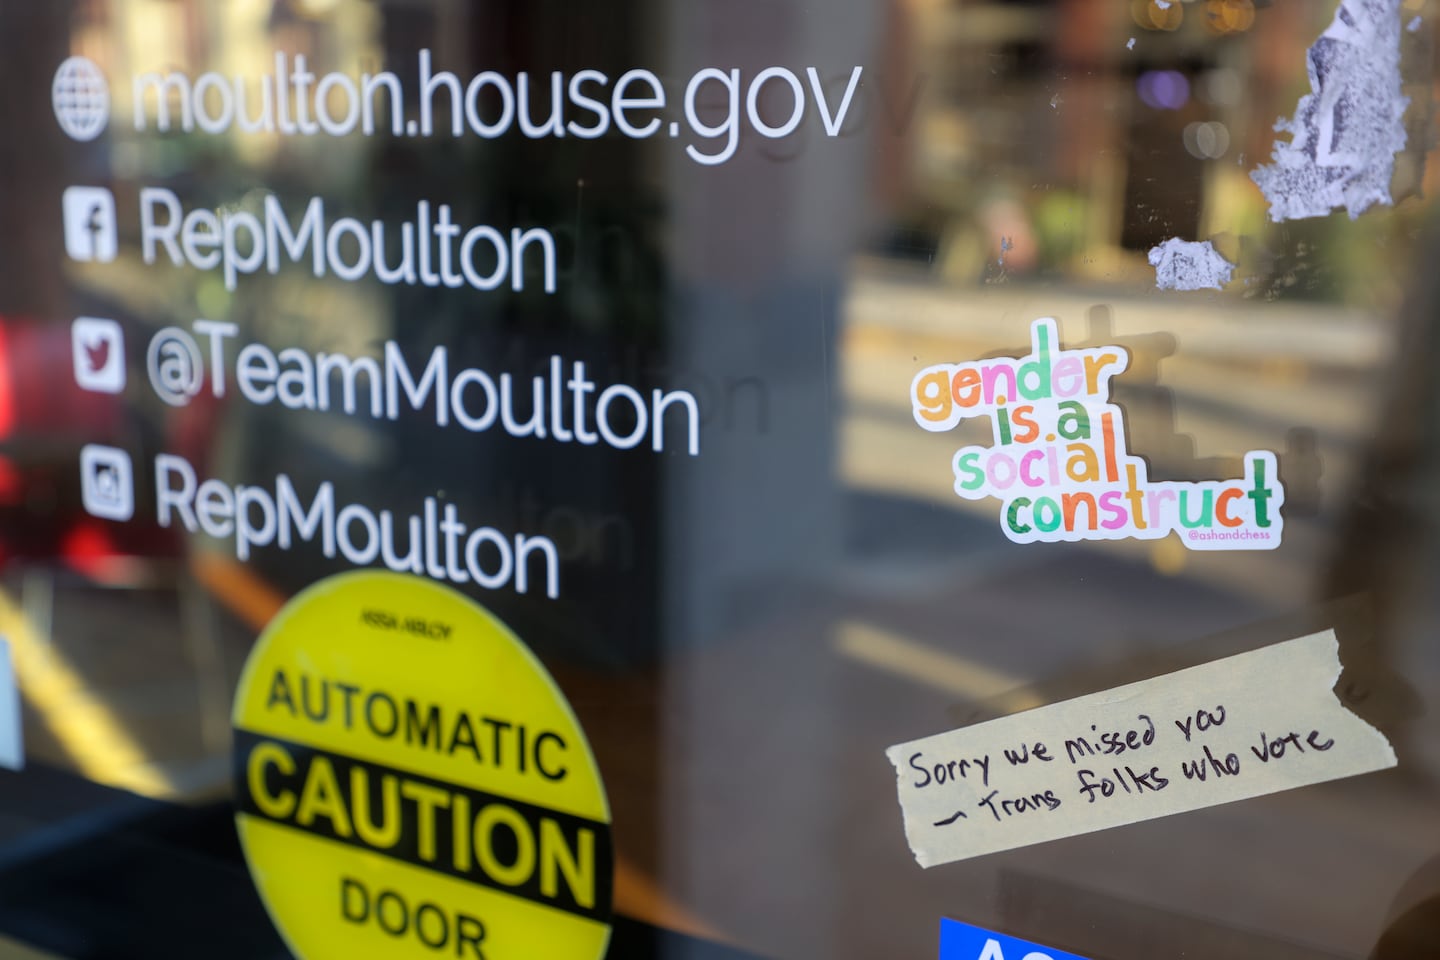 moulton.house.gov
RepMoulton
@TeamMoulton
RepMoulton
ASSA ABLOY
AUTOMATIC
CAUTION
DOOR
gender
is a
social
construct
@ashandchess
Sorry we missed you
- Trans folks who vote